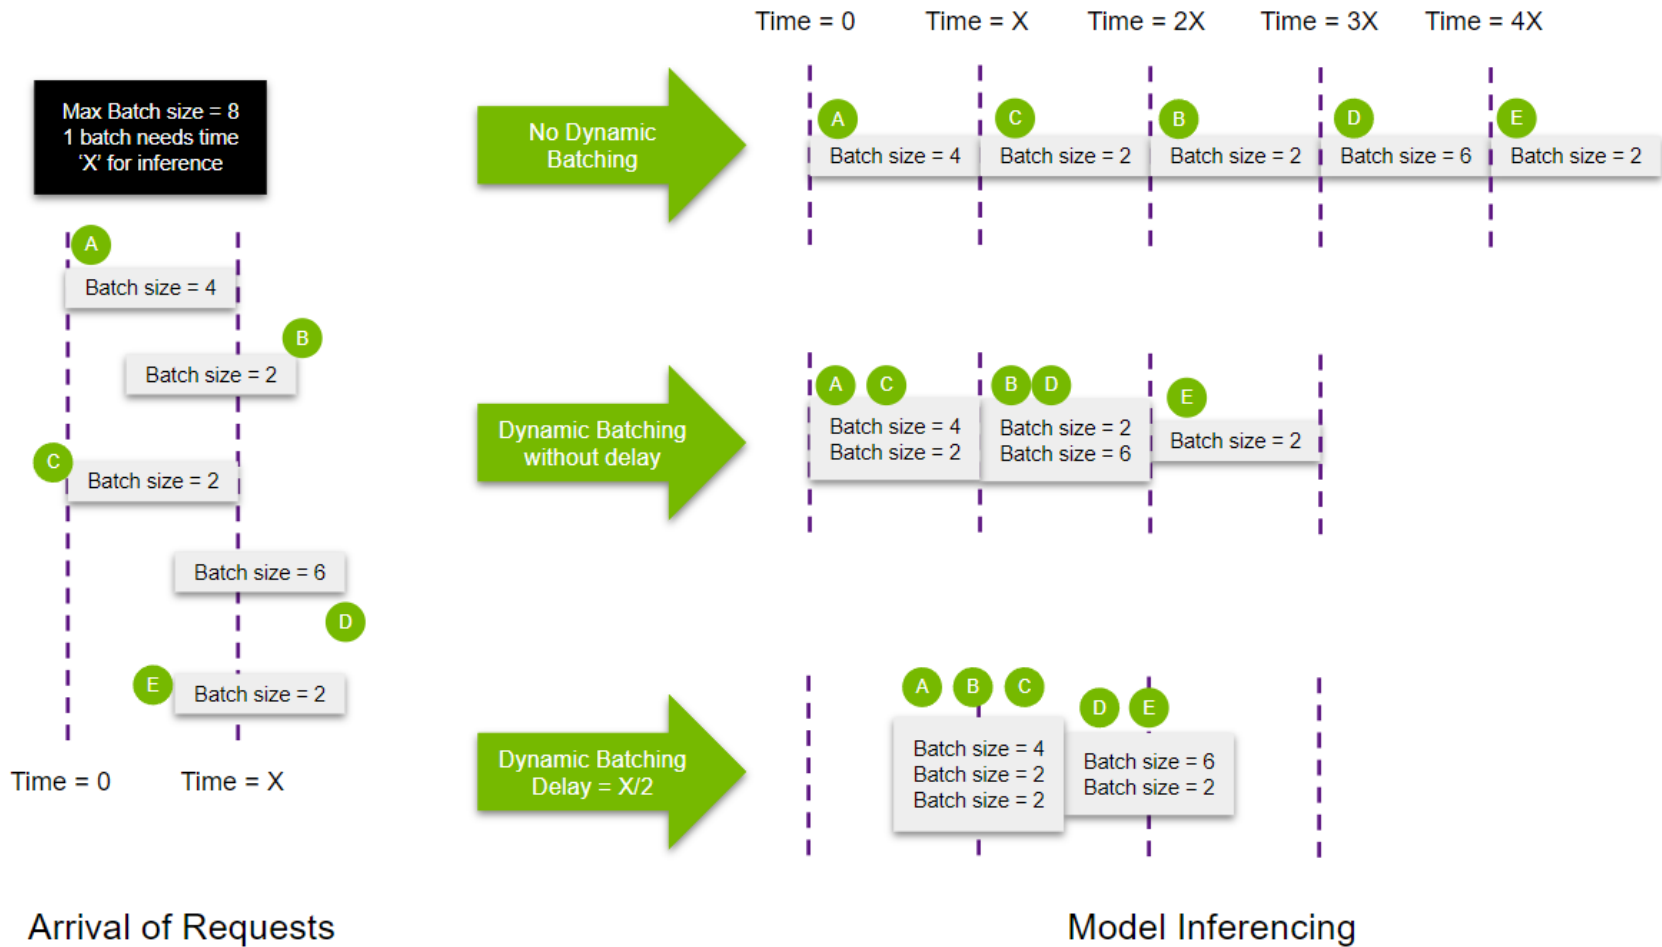 Time = 0
Time = X
Time = 2X
Time = 3X
Time = 4X
Max Batch size = 8
1 batch needs time
‘X’ for inference
A
Batch size = 4
B
Batch size = 2
C
Batch size = 2
Batch size = 6
D
E
Batch size = 2
Time = 0
Time = X
Arrival of Requests
No Dynamic
Batching
A
C
B
D
E
Batch size = 4
Batch size = 2
Batch size = 2
Batch size = 6
Batch size = 2
Dynamic Batching
without delay
A
C
B
D
E
Batch size = 4
Batch size = 2
Batch size = 2
Batch size = 6
Batch size = 2
Dynamic Batching
Delay = X/2
A
B
C
D
E
Batch size = 4
Batch size = 2
Batch size = 2
Batch size = 6
Batch size = 2
Model Inferencing